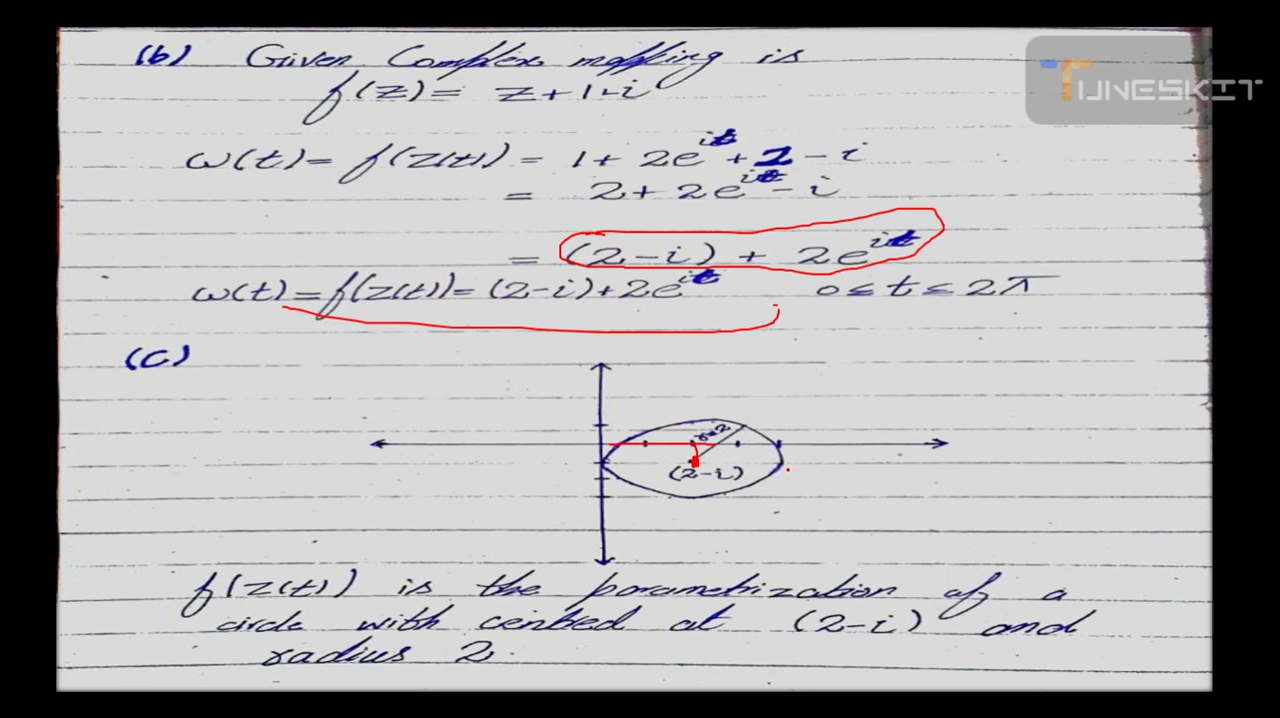 (b) Given Complex mapping is
TUNESKIT
f(z) = z+1-i
w(t) = f(z(t)) = 1+ 2e^it + 1 - i
= 2 + 2e^it - i
= (2-i) + 2e^it
w(t) = f(z(t)) = (2-i) + 2e^it 0 ≤ t ≤ 2π
(C)
r=2
(2-i)
f(z(t)) is the parametrization of a
circle with centred at (2-i) and
radius 2.